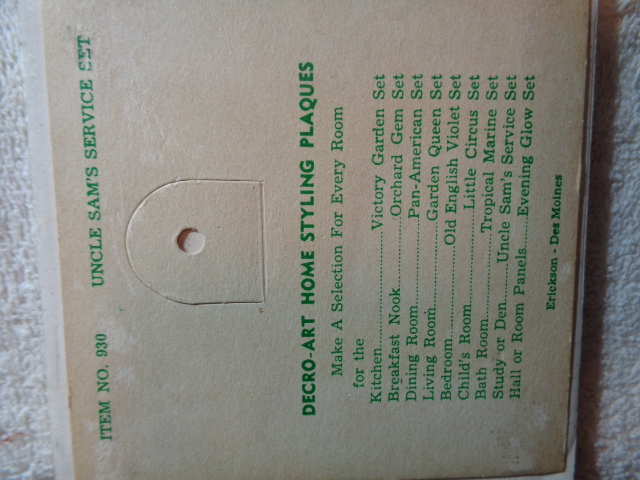 ITEM NO. 930 UNCLE SAM'S SERVICE SET
DECRO-ART HOME STYLING PLAQUES
Make A Selection For Every Room
for the
Kitchen........................Victory Garden Set
Breakfast Nook..................Orchard Gem Set
Dining Room....................Pan-American Set
Living Room....................Garden Queen Set
Bedroom....................Old English Violet Set
Child's Room......................Little Circus Set
Bath Room....................Tropical Marine Set
Study or Den........Uncle Sam's Service Set
Hall or Room Panels........Evening Glow Set
Erickson - Des Moines